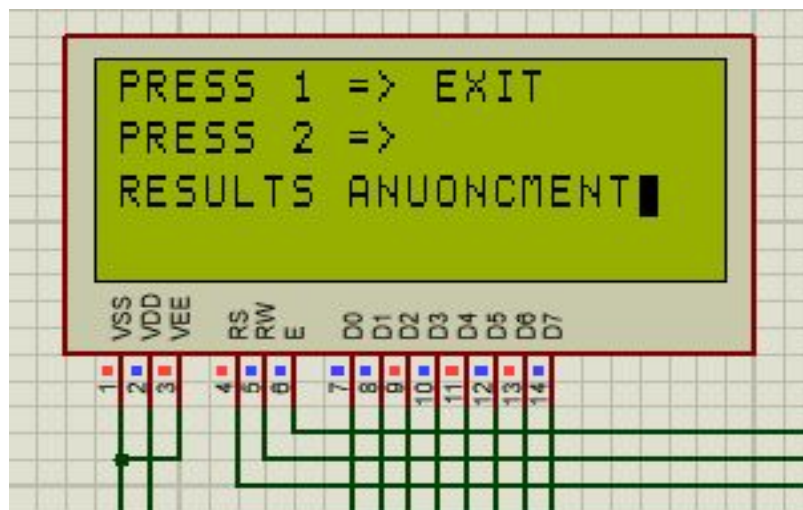 PRESS 1 => EXIT
PRESS 2 =>
RESULTS ANUONCMENT
VSS VDD VEE RS RW E D0 D1 D2 D3 D4 D5 D6 D7
1 2 3 4 5 6 7 8 9 10 11 12 13 14